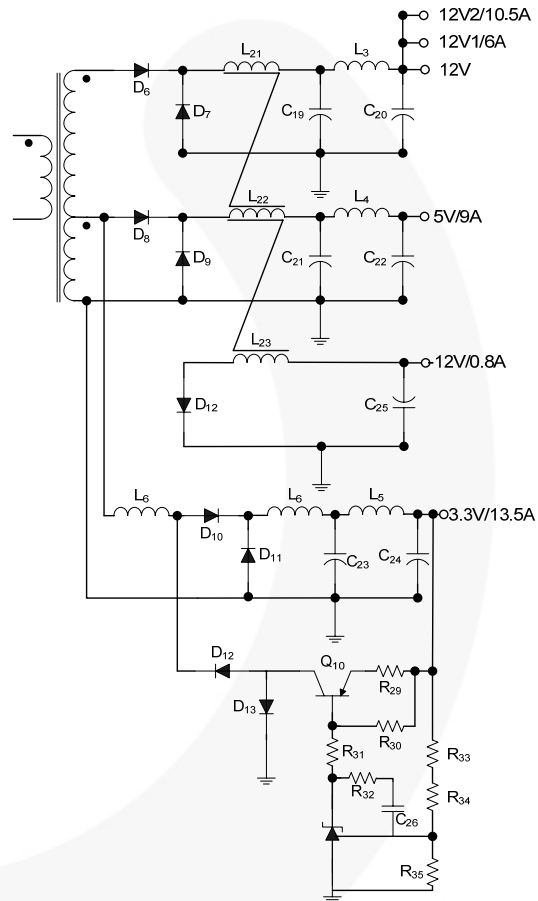 12V2/10.5A
12V1/6A
12V
L21
L3
D6
D7
C19
C20
L22
L4
5V/9A
D8
D9
C21
C22
L23
12V/0.8A
D12
C25
L6
L6
L5
3.3V/13.5A
D10
D11
C23
C24
D12
Q10
R29
D13
R30
R31
R33
R32
R34
C26
R35